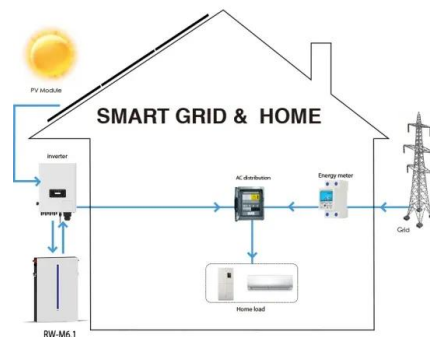 PV Module
SMART GRID & HOME
Inverter
AC distribution
Energy meter
Grid
Home load
RW-M6.1